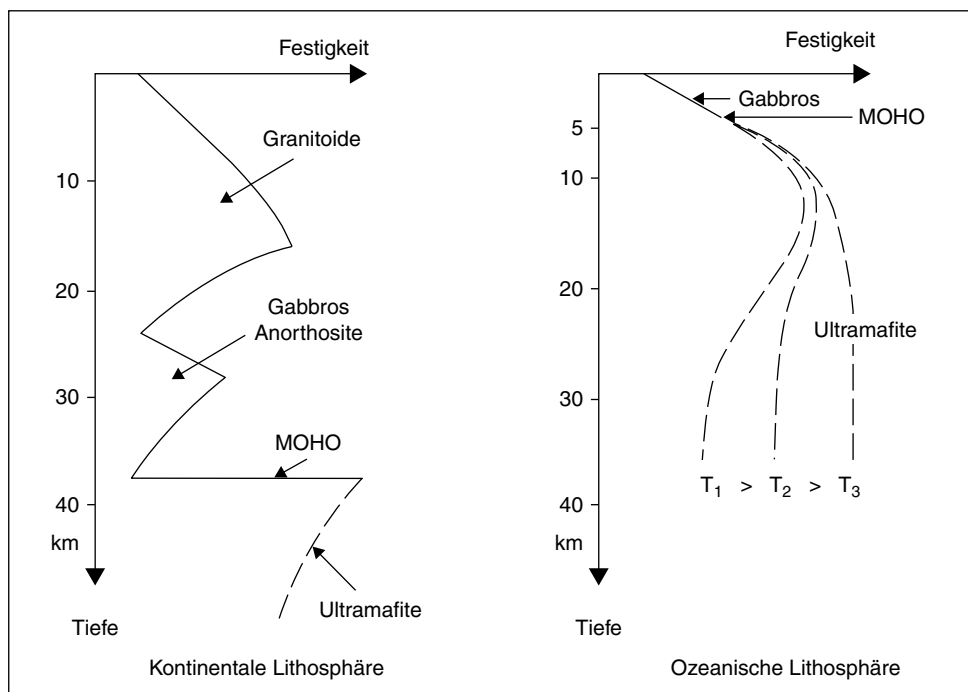 Festigkeit
Granitoide
10
20
Gabbros
Anorthosite
30
MOHO
40
km
Ultramafite
Tiefe
Kontinentale Lithosphäre
Festigkeit
Gabbros
MOHO
5
10
20
Ultramafite
30
T₁ > T₂ > T₃
40
km
Tiefe
Ozeanische Lithosphäre